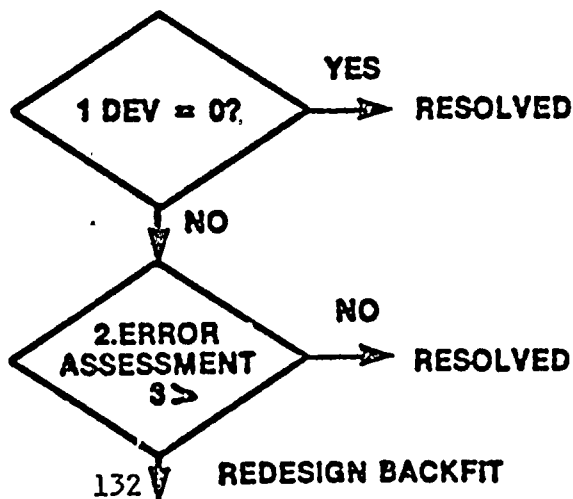 YES
1 DEV = 0?
RESOLVED
NO
2.ERROR
ASSESSMENT
NO
RESOLVED
132
REDESIGN BACKFIT